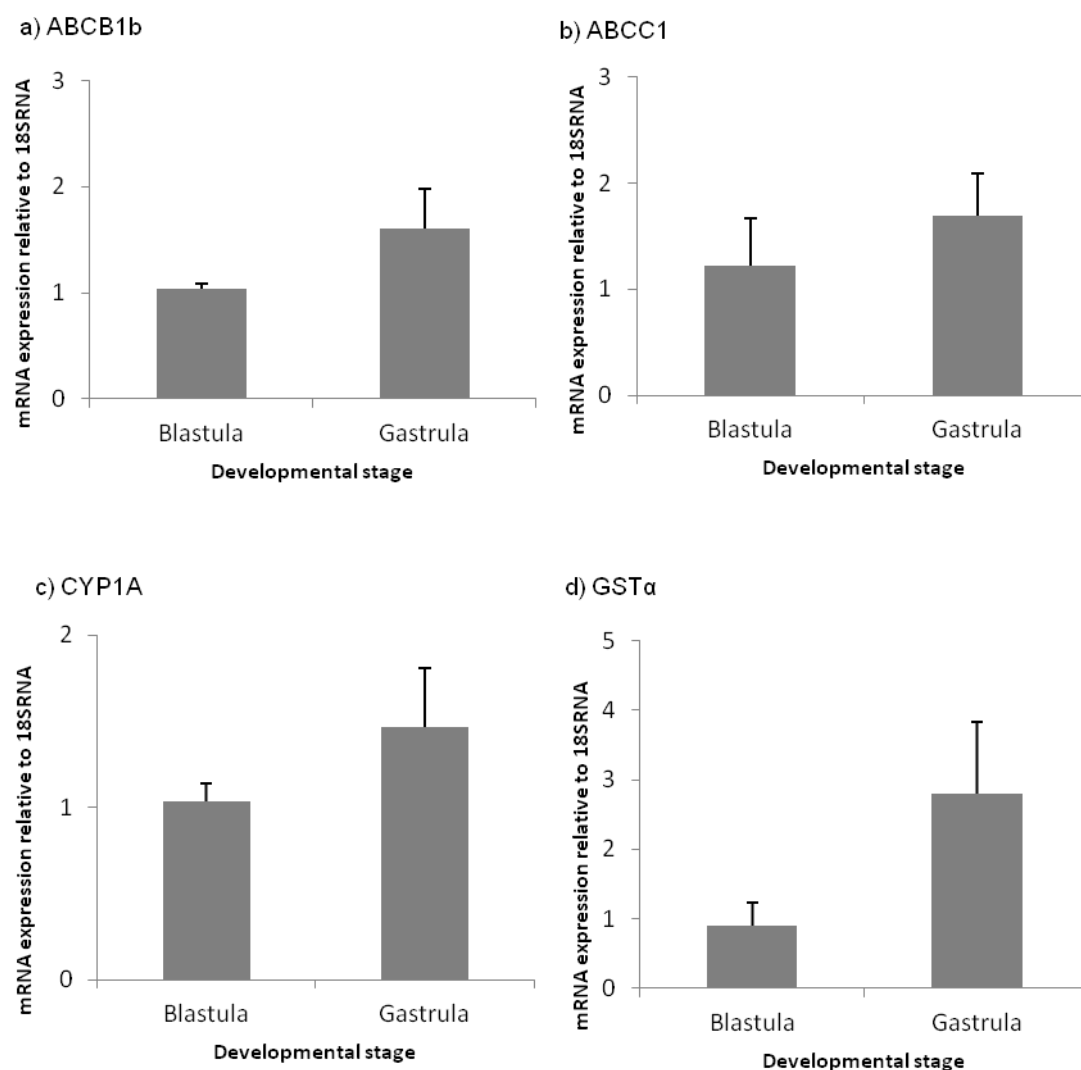 a) ABCB1b
mRNA expression relative to 18SRNA
3
2
1
0
Blastula Gastrula
Developmental stage
b) ABCC1
mRNA expression relative to 18SRNA
3
2
1
0
Blastula Gastrula
Developmental stage
c) CYP1A
mRNA expression relative to 18SRNA
2
1
0
Blastula Gastrula
Developmental stage
d) GSTα
mRNA expression relative to 18SRNA
5
4
3
2
1
0
Blastula Gastrula
Developmental stage